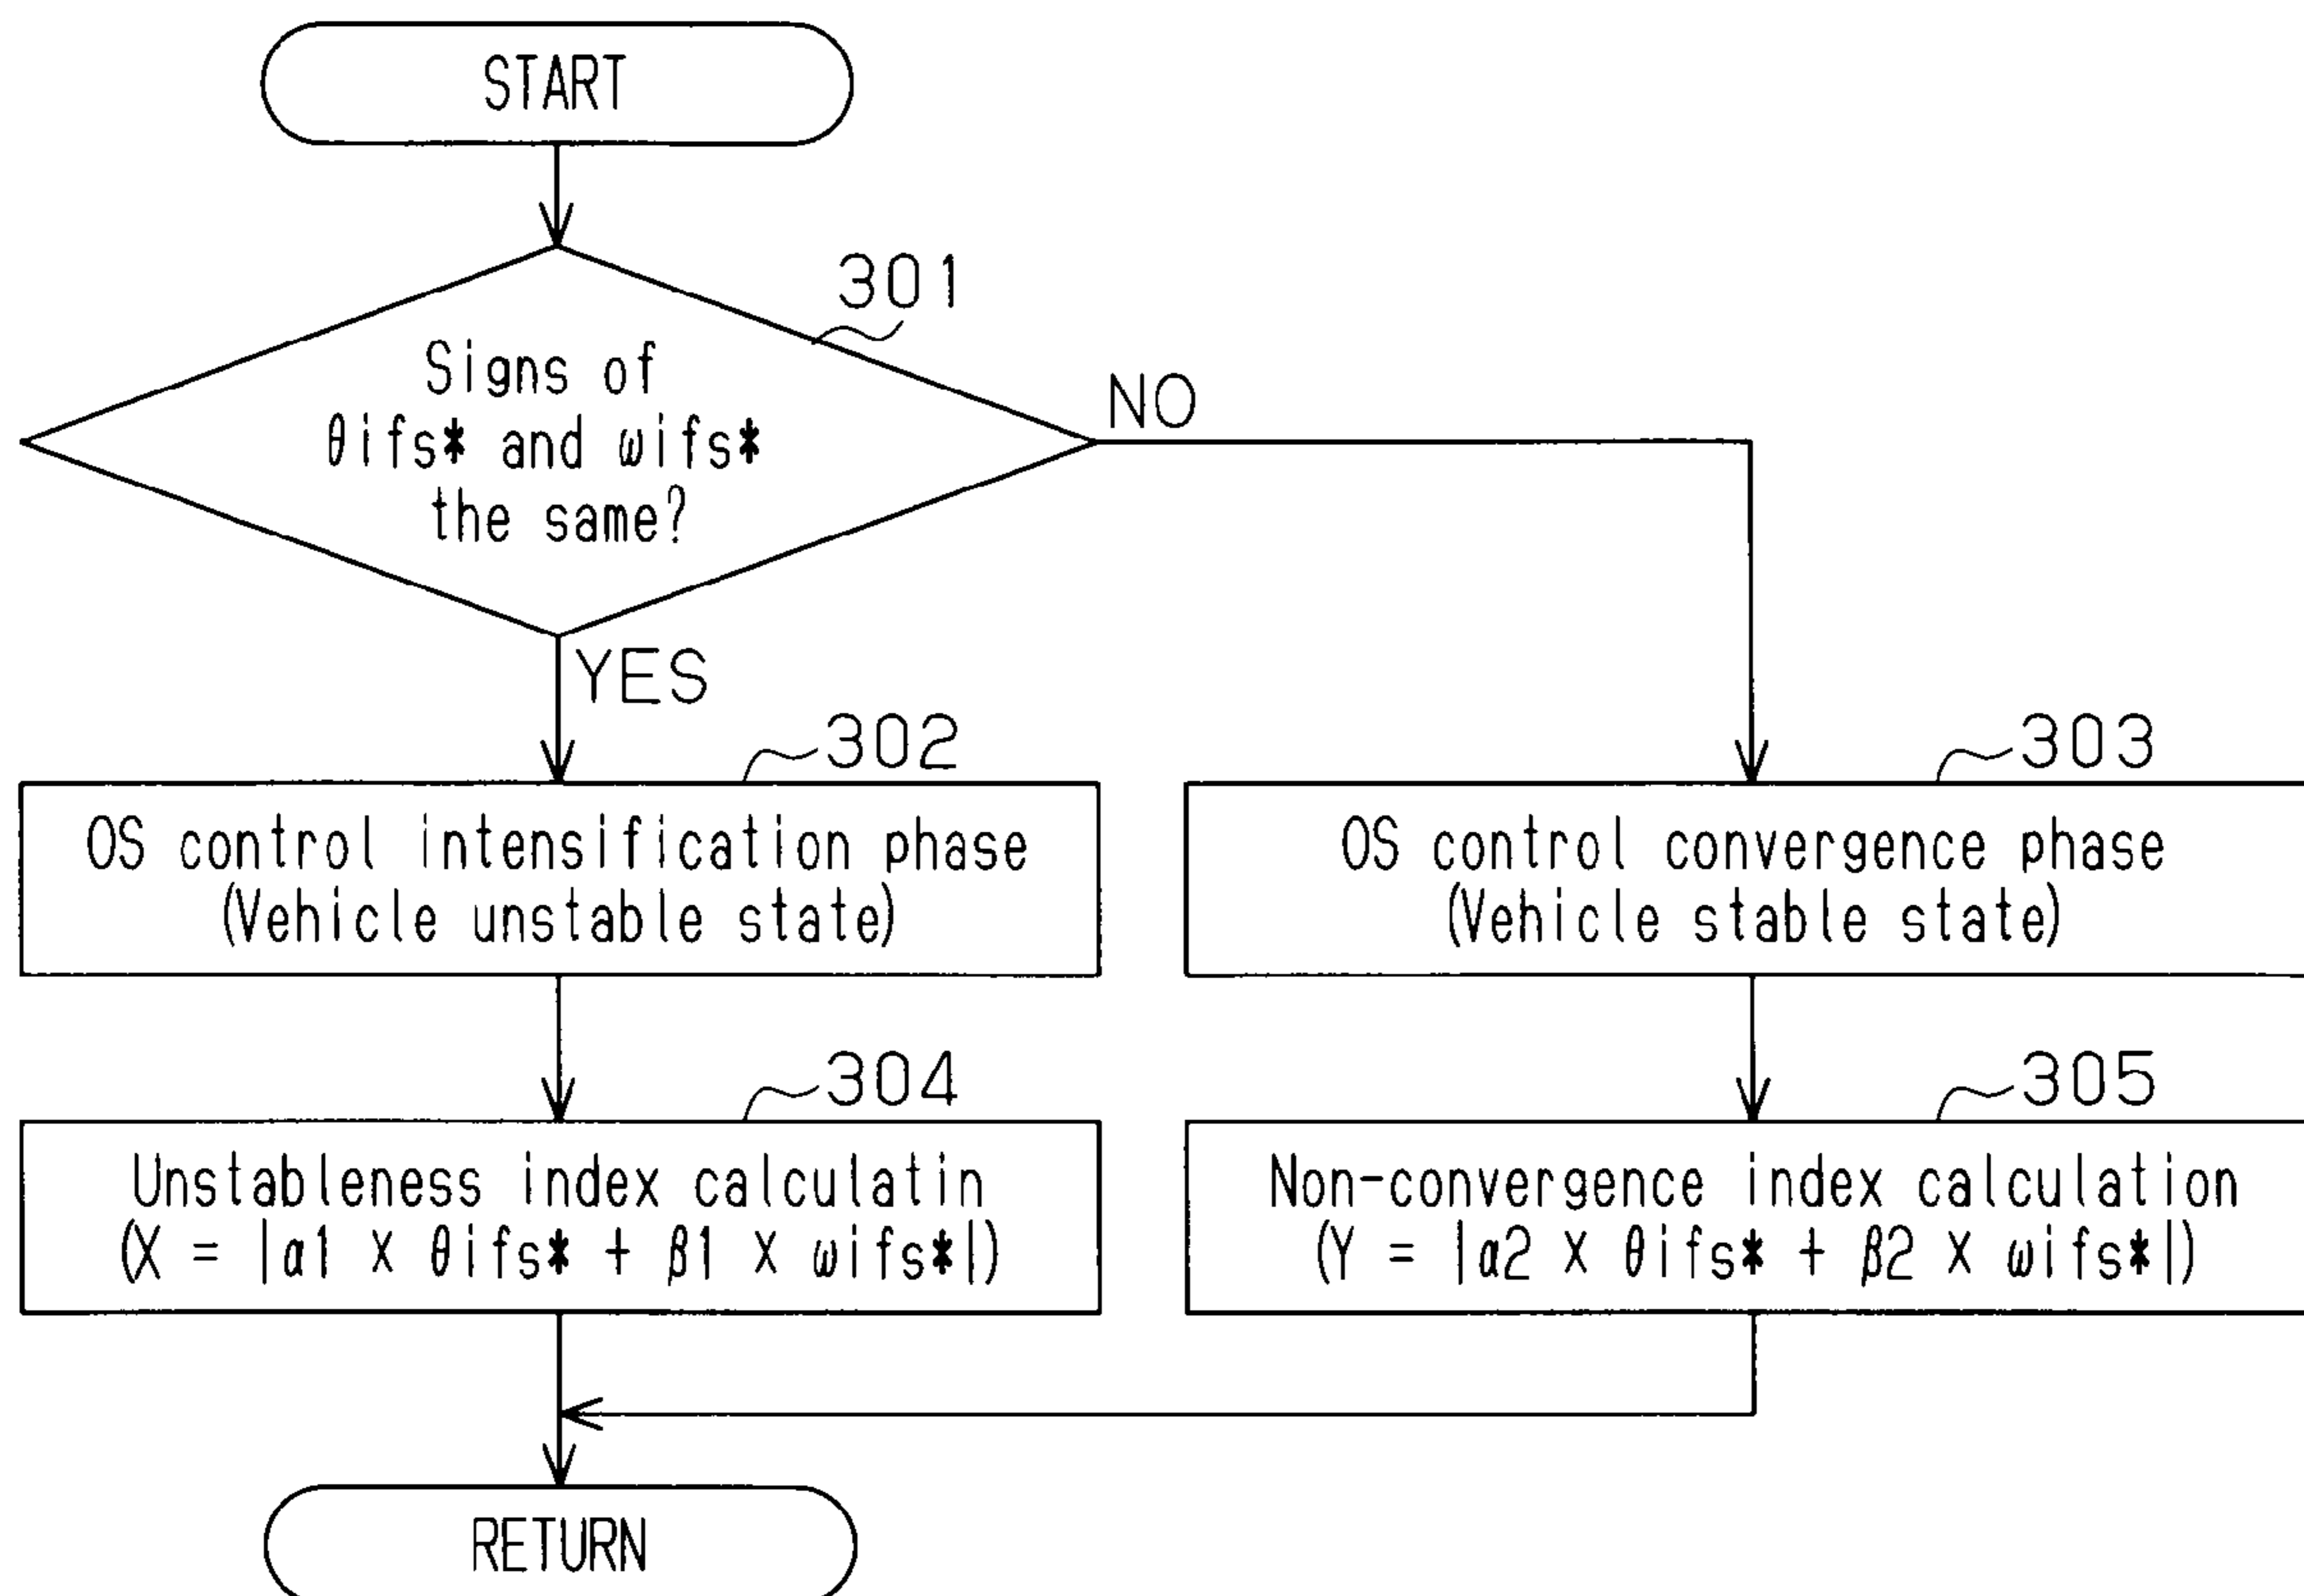 START
301
Signs of
θifs* and ωifs*
the same?
NO
YES
302
OS control intensification phase
(Vehicle unstable state)
303
OS control convergence phase
(Vehicle stable state)
304
Unstableness index calculatin
(X = |α1 X θifs* + β1 X ωifs*|)
305
Non-convergence index calculation
(Y = |α2 X θifs* + β2 X ωifs*|)
RETURN